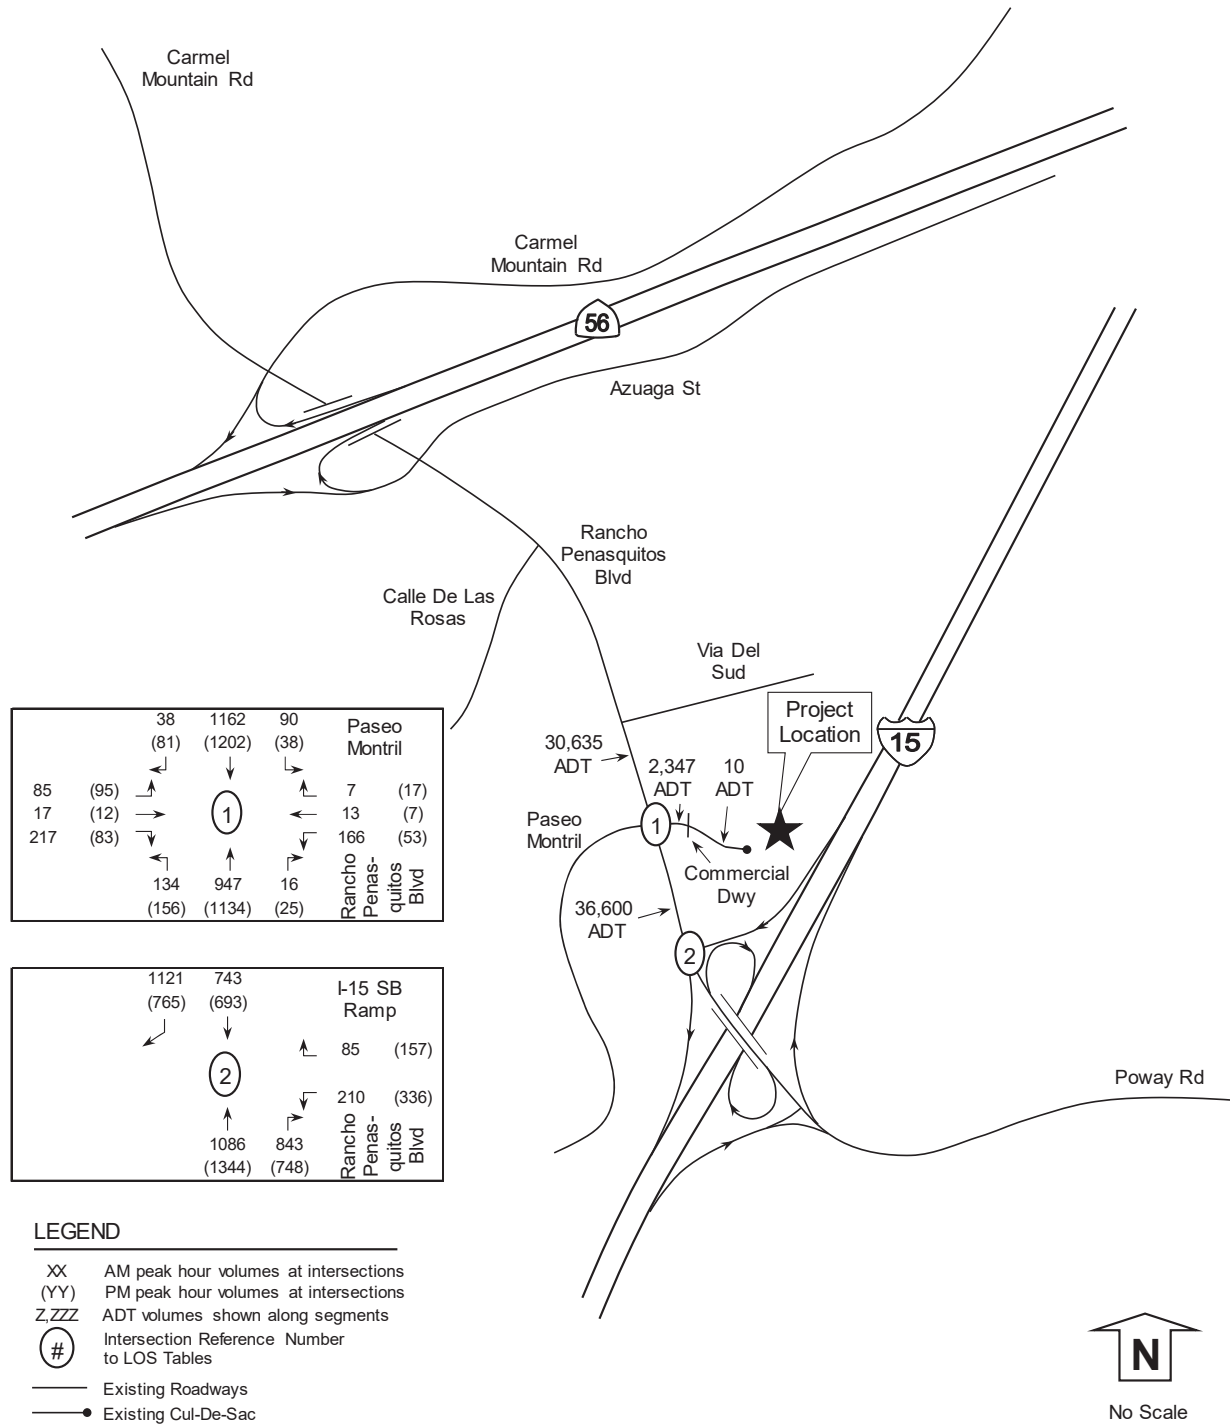 Carmel
Mountain Rd
Carmel
Mountain Rd
56
Azuaga St
Rancho
Penasquitos
Blvd
Calle De Las
Rosas
Via Del
Sud
Project
Location
15
30,635
ADT
2,347
ADT
10
ADT
Paseo
Montril
1
Commercial
Dwy
36,600
ADT
2
Poway Rd
38 1162 90
(81) (1202) (38)
Paseo
Montril
85 (95)
17 (12)
217 (83)
1
7 (17)
13 (7)
166 (53)
134 947 16
(156) (1134) (25)
Rancho
Penas-
quitos
Blvd
1121 743
(765) (693)
I-15 SB
Ramp
2
85 (157)
210 (336)
1086 843
(1344) (748)
Rancho
Penas-
quitos
Blvd
LEGEND
XX AM peak hour volumes at intersections
(YY) PM peak hour volumes at intersections
Z,ZZZ ADT volumes shown along segments
# Intersection Reference Number
to LOS Tables
Existing Roadways
Existing Cul-De-Sac
N
No Scale